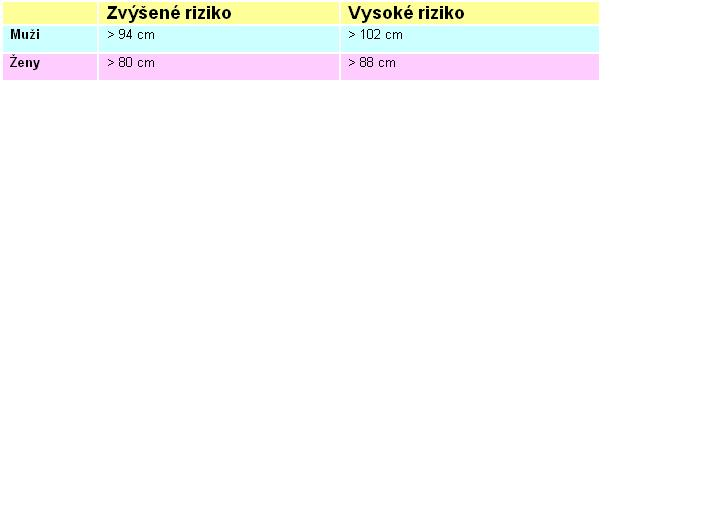 Zvýšené riziko Vysoké riziko
Muži > 94 cm > 102 cm
Ženy > 80 cm > 88 cm